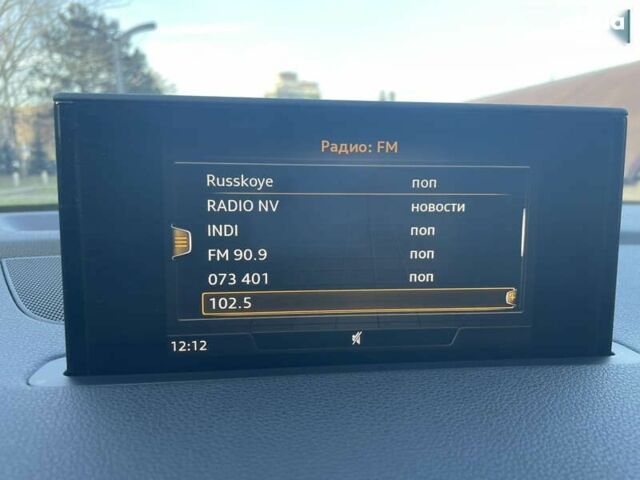 Радио: FM
Russkoye поп
RADIO NV новости
INDI поп
FM 90.9 поп
073 401 поп
102.5
12:12